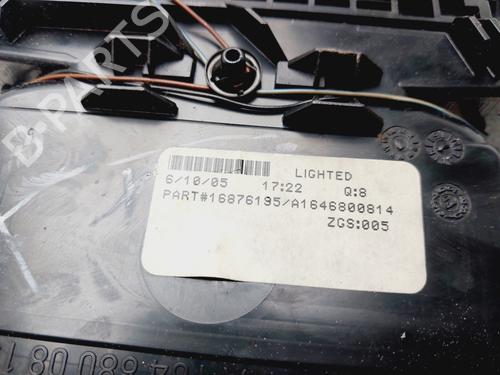 B-PARTS
LIGHTED
6/10/05 17:22 Q:8
PART#16876195/A1646800814
ZGS:005